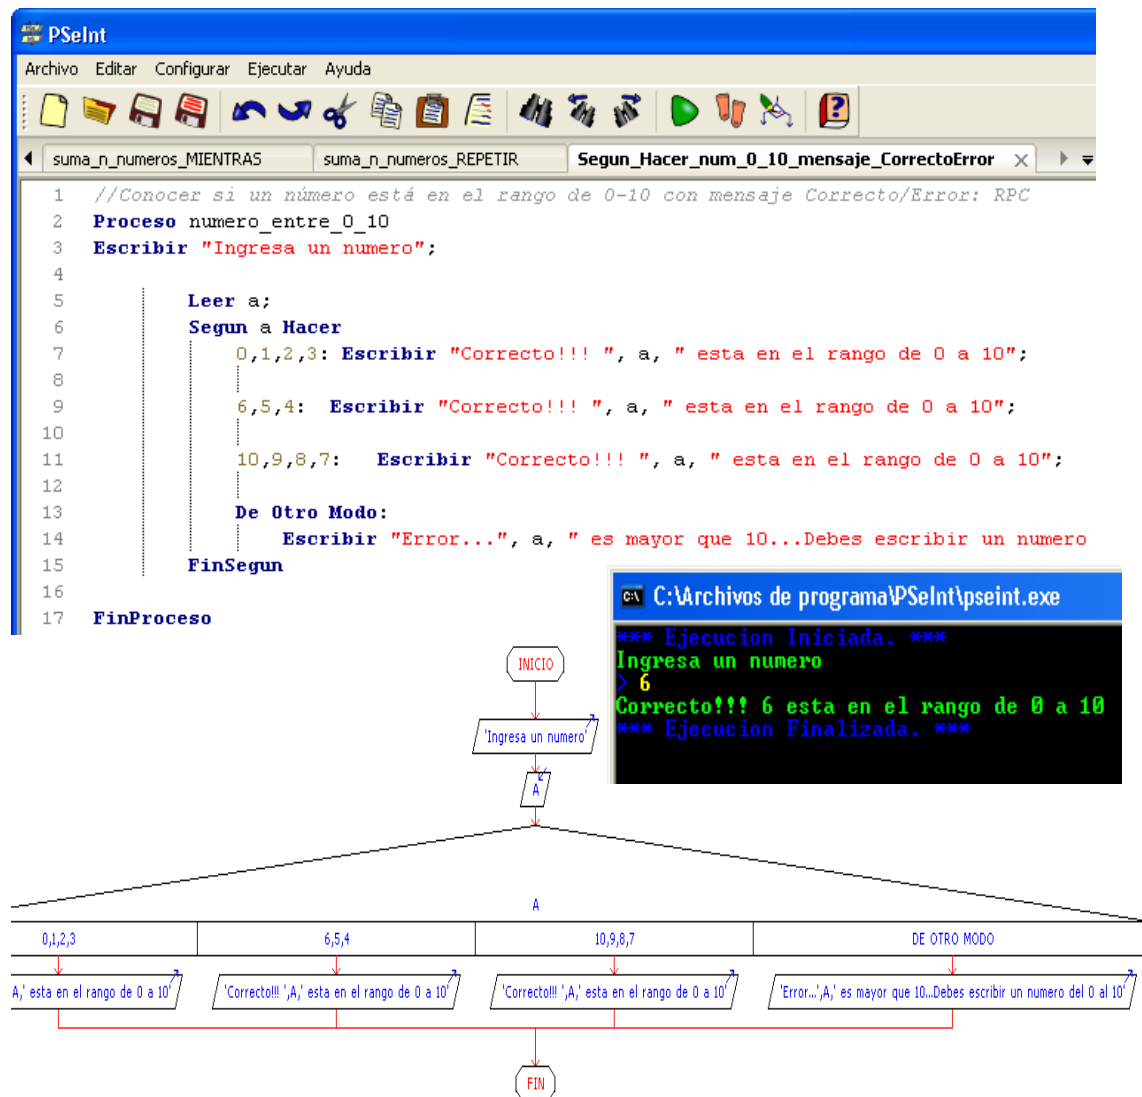 PSeInt
Archivo Editar Configurar Ejecutar Ayuda
suma_n_numeros_MIENTRAS suma_n_numeros_REPETIR Segun_Hacer_num_0_10_mensaje_CorrectoError
1 //Conocer si un número está en el rango de 0-10 con mensaje Correcto/Error: RPC
2 Proceso numero_entre_0_10
3 Escribir "Ingresa un numero";
4
5 Leer a;
6 Segun a Hacer
7 0,1,2,3: Escribir "Correcto!!! ", a, " esta en el rango de 0 a 10";
8
9 6,5,4: Escribir "Correcto!!! ", a, " esta en el rango de 0 a 10";
10
11 10,9,8,7: Escribir "Correcto!!! ", a, " esta en el rango de 0 a 10";
12
13 De Otro Modo:
14 Escribir "Error...", a, " es mayor que 10...Debes escribir un numero
15 FinSegun
16
17 FinProceso
C:\Archivos de programa\PSeInt\pseint.exe
*** Ejecucion Iniciada. ***
Ingresa un numero
> 6
Correcto!!! 6 esta en el rango de 0 a 10
*** Ejecucion Finalizada. ***
INICIO
'Ingresa un numero'
A
A
0,1,2,3 6,5,4 10,9,8,7 DE OTRO MODO
A,' esta en el rango de 0 a 10' 'Correcto!!! ',A,' esta en el rango de 0 a 10' 'Correcto!!! ',A,' esta en el rango de 0 a 10' 'Error...',A,' es mayor que 10...Debes escribir un numero del 0 al 10'
FIN